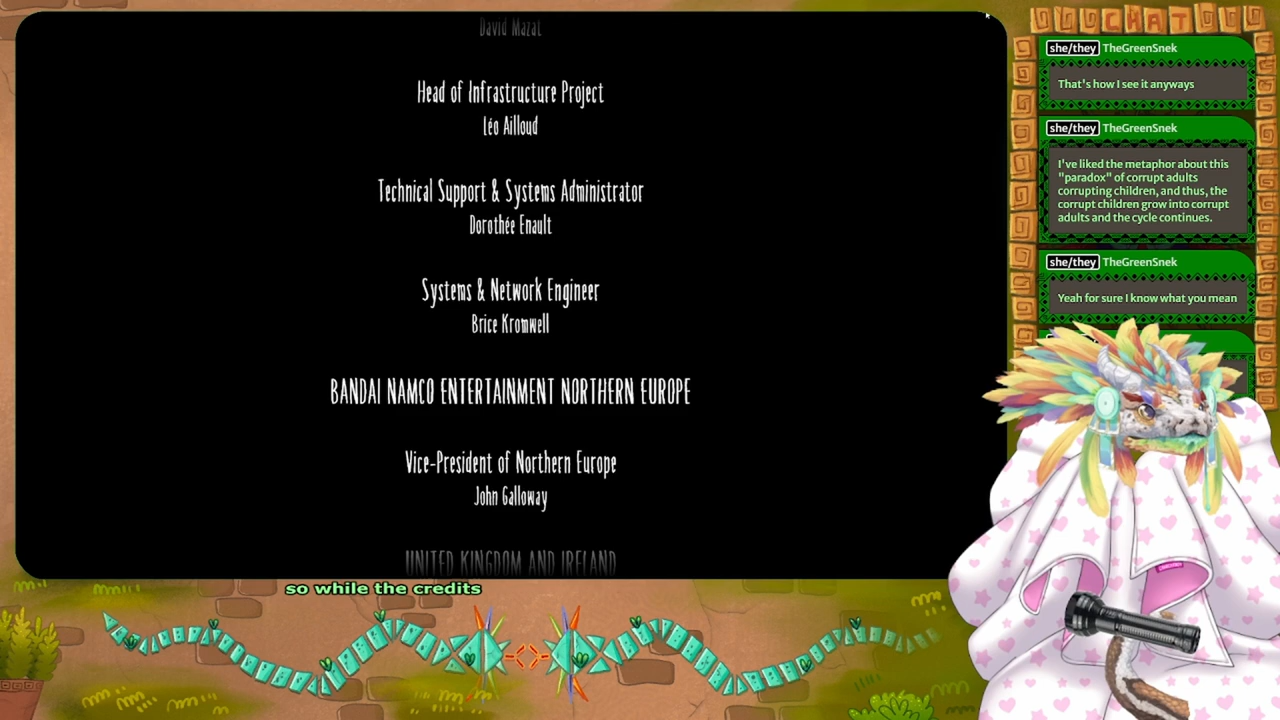 David Mazat
Head of Infrastructure Project
Léo Ailloud
Technical Support & Systems Administrator
Dorothée Enault
Systems & Network Engineer
Brice Kromwell
BANDAI NAMCO ENTERTAINMENT NORTHERN EUROPE
Vice-President of Northern Europe
John Galloway
UNITED KINGDOM AND IRELAND
so while the credits
CHAT
she/they TheGreenSnek
That's how I see it anyways
she/they TheGreenSnek
I've liked the metaphor about this
"paradox" of corrupt adults
corrupting children, and thus, the
corrupt children grow into corrupt
adults and the cycle continues.
she/they TheGreenSnek
Yeah for sure I know what you mean